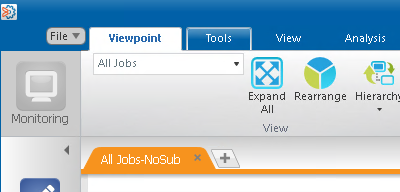 File
Viewpoint
Tools
View
Analysis
All Jobs
Monitoring
Expand
All
Rearrange
Hierarchy
View
All Jobs-NoSub